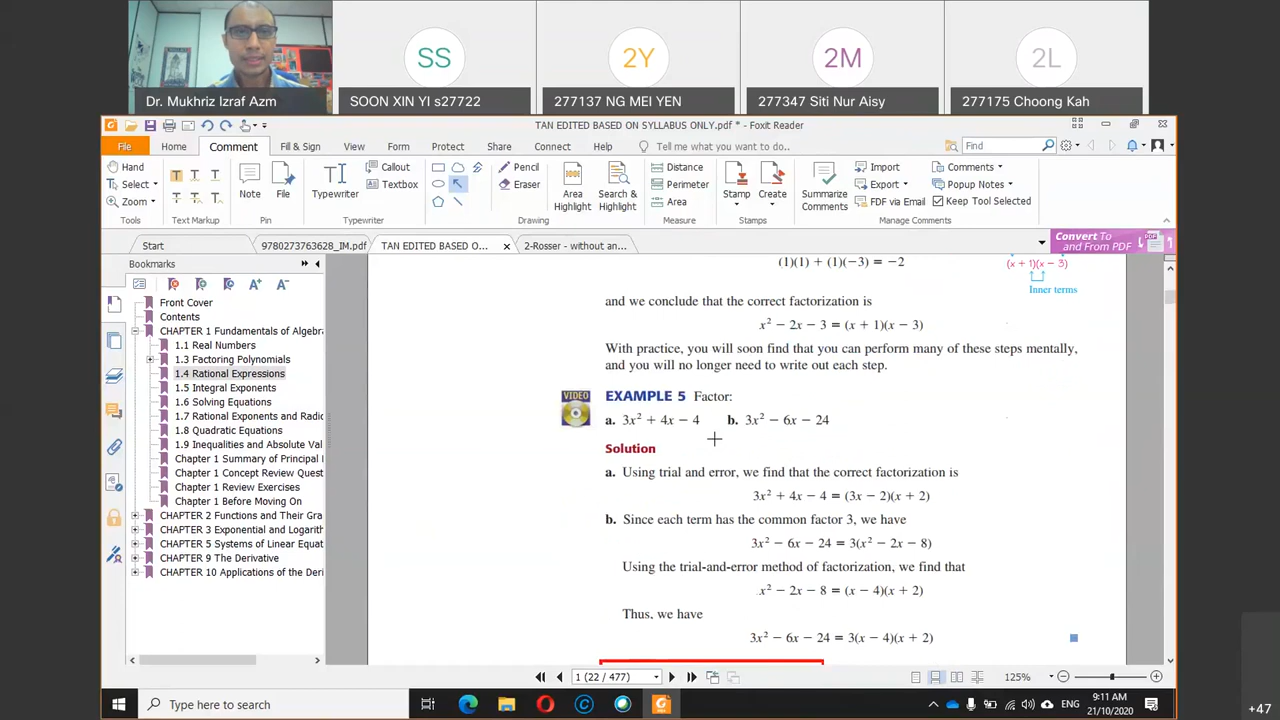 SS
2Y
2M
2L
Dr. Mukhriz Izraf Azm
SOON XIN YI s27722
277137 NG MEI YEN
277347 Siti Nur Aisy
277175 Choong Kah
TAN EDITED BASED ON SYLLABUS ONLY.pdf * - Foxit Reader
File
Home
Comment
Fill & Sign
View
Form
Protect
Share
Connect
Help
Tell me what you want to do...
Find
Hand
Select
Zoom
Tools
Text Markup
Note
File
Pin
Typewriter
Callout
Textbox
Typewriter
Pencil
Eraser
Drawing
Area Highlight
Search & Highlight
Distance
Perimeter
Area
Measure
Stamp
Create
Stamps
Summarize Comments
Import
Export
FDF via Email
Comments
Popup Notes
Keep Tool Selected
Manage Comments
Start
9780273763628_IM.pdf
TAN EDITED BASED O...
2-Rosser - without an...
Convert To
and From PDF
PDF
Bookmarks
Front Cover
Contents
CHAPTER 1 Fundamentals of Algebra
1.1 Real Numbers
1.3 Factoring Polynomials
1.4 Rational Expressions
1.5 Integral Exponents
1.6 Solving Equations
1.7 Rational Exponents and Radic
1.8 Quadratic Equations
1.9 Inequalities and Absolute Val
Chapter 1 Summary of Principal
Chapter 1 Concept Review Quest
Chapter 1 Review Exercises
Chapter 1 Before Moving On
CHAPTER 2 Functions and Their Gra
CHAPTER 3 Exponential and Logarith
CHAPTER 5 Systems of Linear Equat
CHAPTER 9 The Derivative
CHAPTER 10 Applications of the Deri
(1)(1) + (1)(−3) = −2
(x + 1)(x − 3)
Inner terms
and we conclude that the correct factorization is
x² − 2x − 3 = (x + 1)(x − 3)
With practice, you will soon find that you can perform many of these steps mentally,
and you will no longer need to write out each step.
VIDEO
EXAMPLE 5 Factor:
a. 3x² + 4x − 4 b. 3x² − 6x − 24
Solution
a. Using trial and error, we find that the correct factorization is
3x² + 4x − 4 = (3x − 2)(x + 2)
b. Since each term has the common factor 3, we have
3x² − 6x − 24 = 3(x² − 2x − 8)
Using the trial-and-error method of factorization, we find that
x² − 2x − 8 = (x − 4)(x + 2)
Thus, we have
3x² − 6x − 24 = 3(x − 4)(x + 2)
1 (22 / 477)
125%
Type here to search
ENG
9:11 AM
21/10/2020
+47